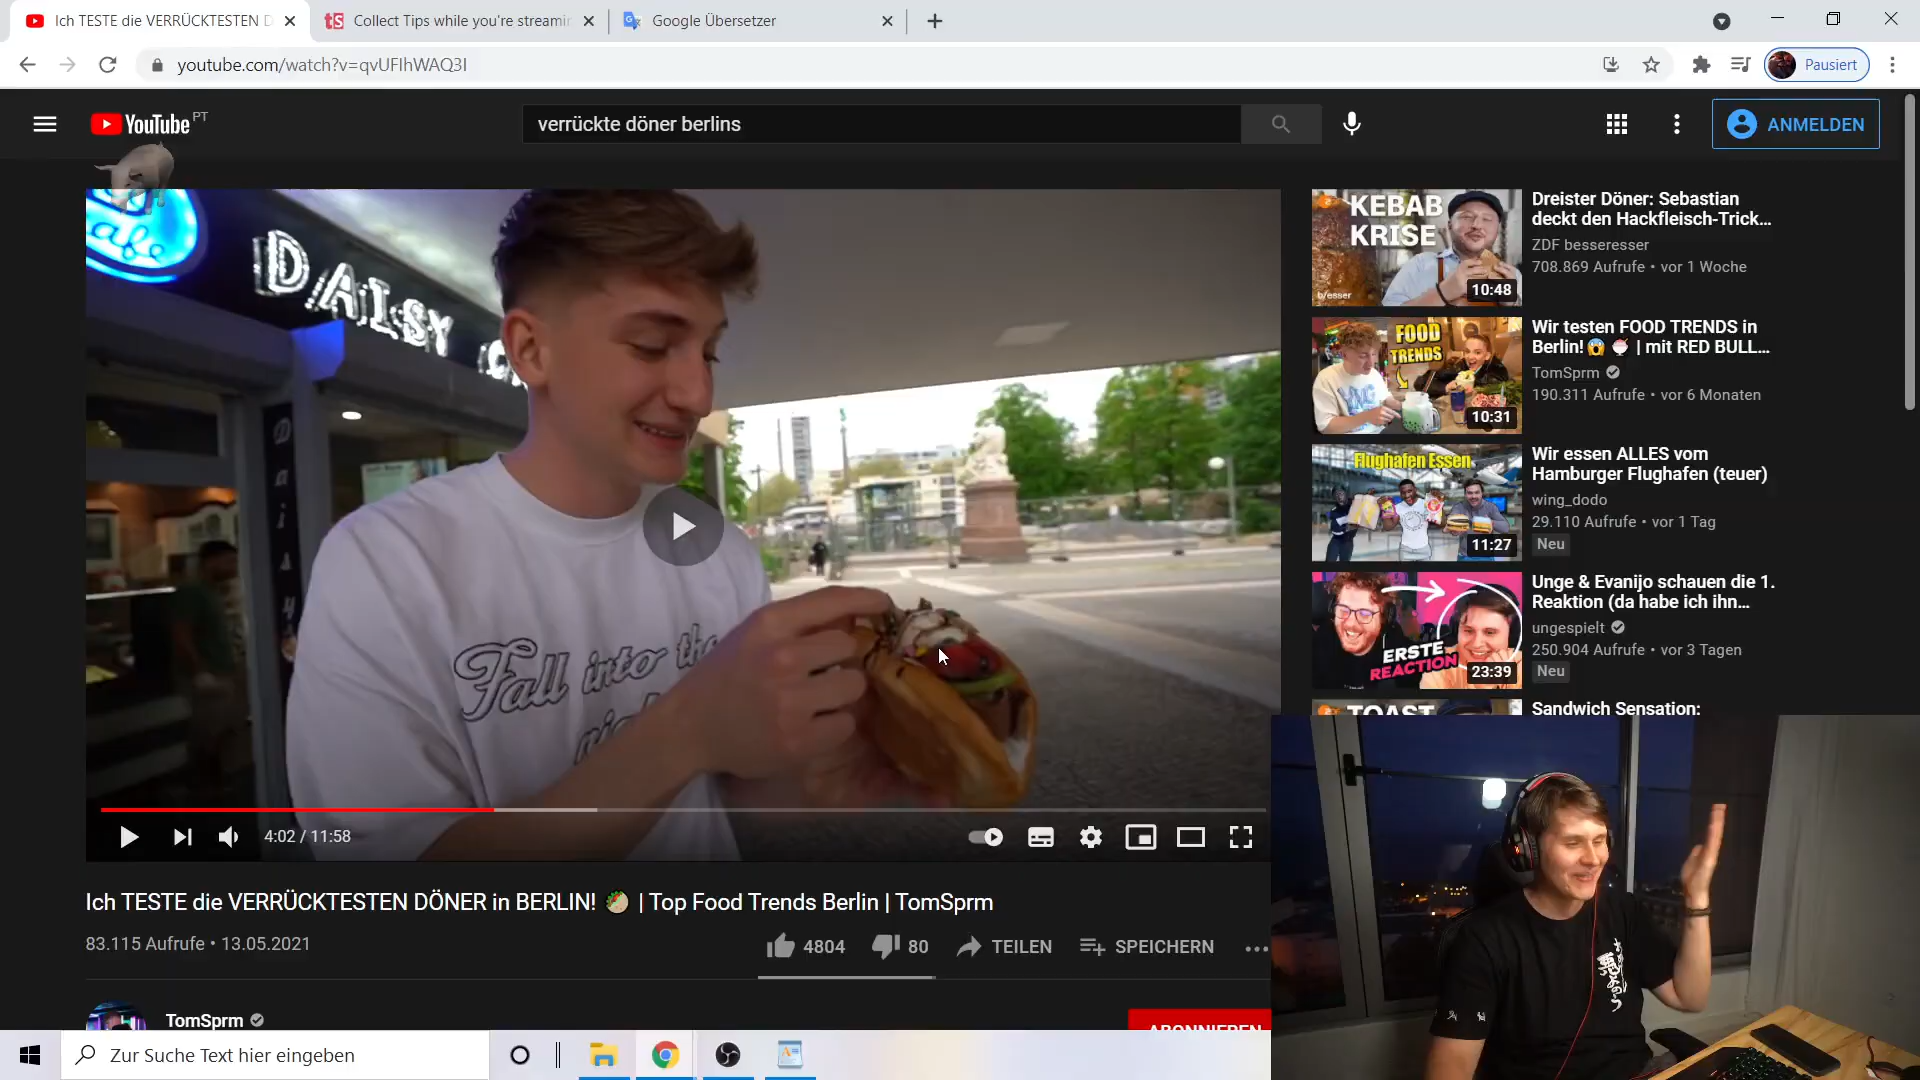 Ich TESTE die VERRÜCKTESTEN D
Collect Tips while you're streamin
Google Übersetzer
youtube.com/watch?v=qvUFIhWAQ3I
Pausiert
YouTube PT
verrückte döner berlins
ANMELDEN
DAISY
Fall into the
4:02 / 11:58
Ich TESTE die VERRÜCKTESTEN DÖNER in BERLIN! 🥙 | Top Food Trends Berlin | TomSprm
83.115 Aufrufe • 13.05.2021
4804
80
TEILEN
SPEICHERN
TomSprm
ABONNIEREN
KEBAB
KRISE
b/esser
10:48
Dreister Döner: Sebastian
deckt den Hackfleisch-Trick...
ZDF besseresser
708.869 Aufrufe • vor 1 Woche
FOOD
TRENDS
10:31
Wir testen FOOD TRENDS in
Berlin!😱 🍧 | mit RED BULL...
TomSprm
190.311 Aufrufe • vor 6 Monaten
Flughafen Essen
11:27
Wir essen ALLES vom
Hamburger Flughafen (teuer)
wing_dodo
29.110 Aufrufe • vor 1 Tag
Neu
ERSTE
REACTION
23:39
Unge & Evanijo schauen die 1.
Reaktion (da habe ich ihn...
ungespielt
250.904 Aufrufe • vor 3 Tagen
Neu
TOAST
Sandwich Sensation:
Zur Suche Text hier eingeben